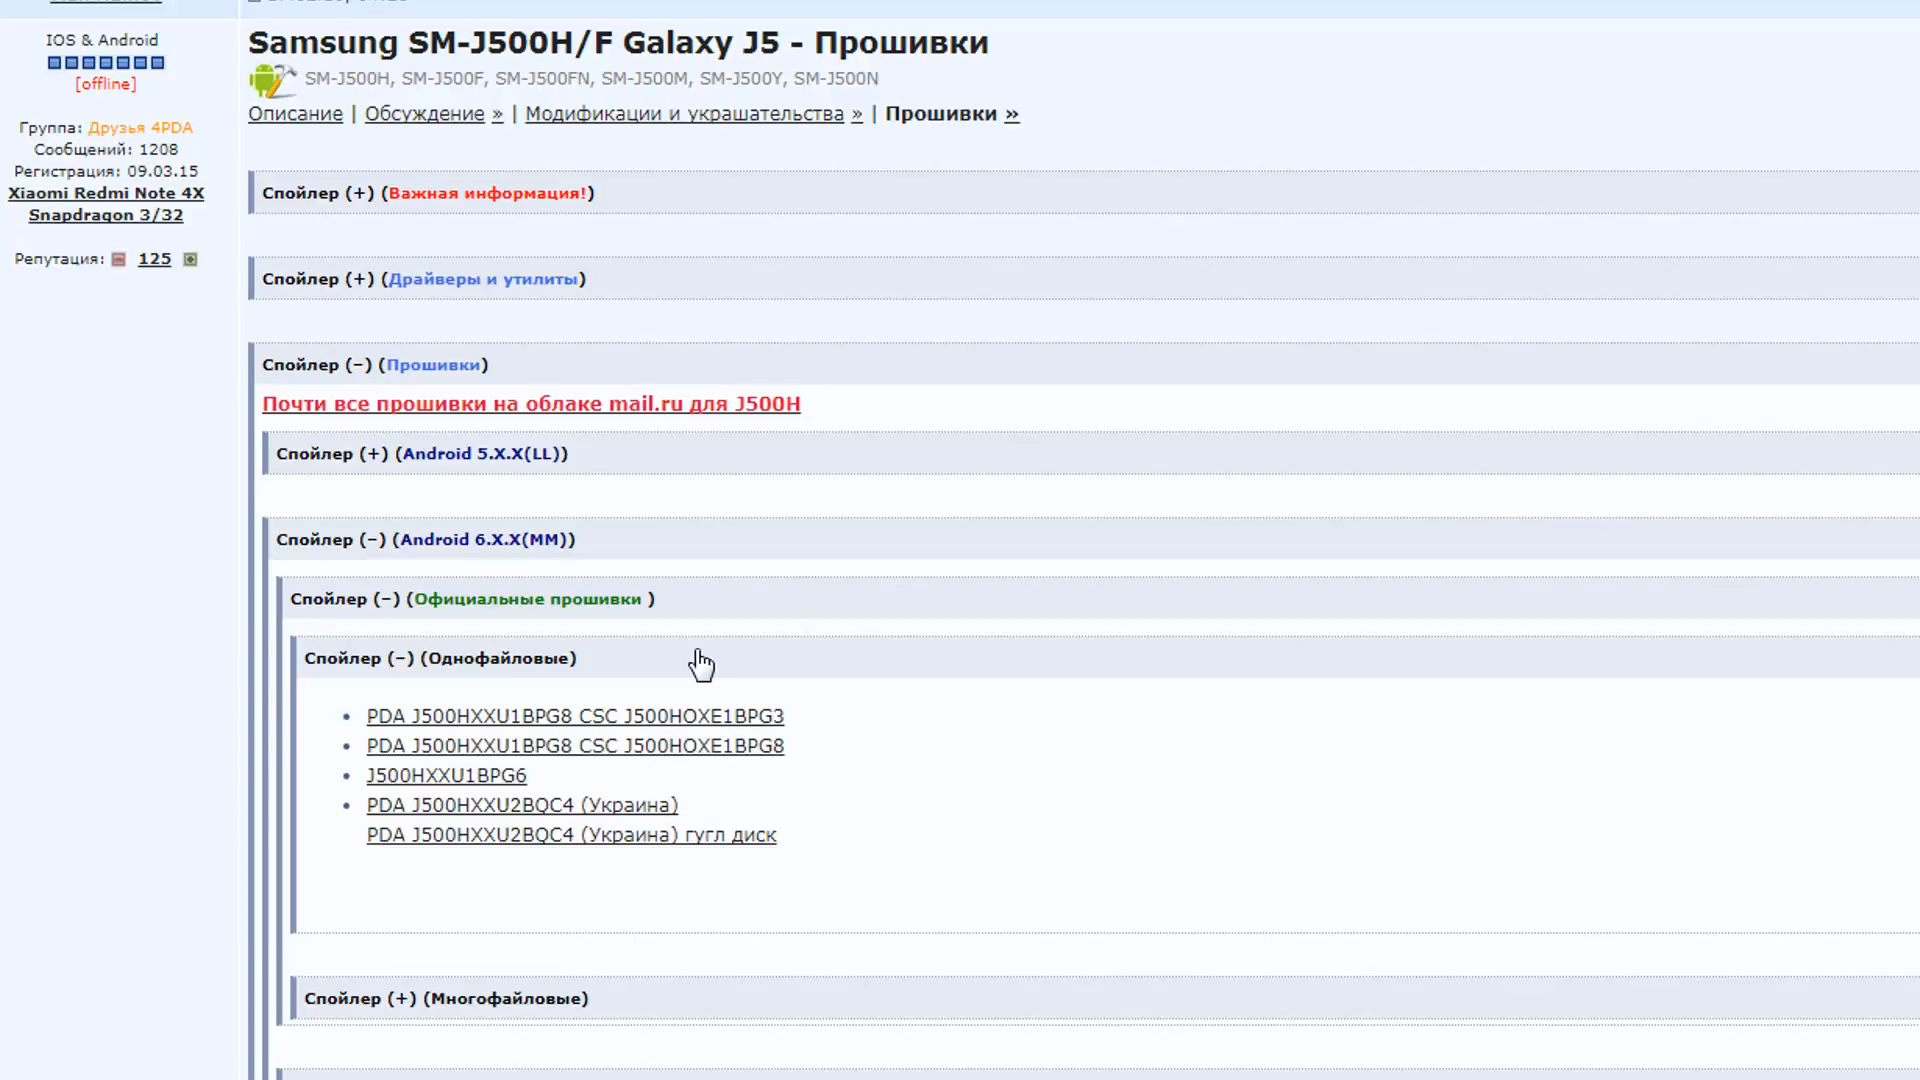 IOS & Android
[offline]
Группа: Друзья 4PDA
Сообщений: 1208
Регистрация: 09.03.15
Xiaomi Redmi Note 4X
Snapdragon 3/32
Репутация: 125
Samsung SM-J500H/F Galaxy J5 - Прошивки
SM-J500H, SM-J500F, SM-J500FN, SM-J500M, SM-J500Y, SM-J500N
Описание | Обсуждение » | Модификации и украшательства » | Прошивки »
Спойлер (+) (Важная информация!)
Спойлер (+) (Драйверы и утилиты)
Спойлер (−) (Прошивки)
Почти все прошивки на облаке mail.ru для J500H
Спойлер (+) (Android 5.X.X(LL))
Спойлер (−) (Android 6.X.X(MM))
Спойлер (−) (Официальные прошивки )
Спойлер (−) (Однофайловые)
• PDA J500HXXU1BPG8 CSC J500HOXE1BPG3
• PDA J500HXXU1BPG8 CSC J500HOXE1BPG8
• J500HXXU1BPG6
• PDA J500HXXU2BQC4 (Украина)
PDA J500HXXU2BQC4 (Украина) гугл диск
Спойлер (+) (Многофайловые)